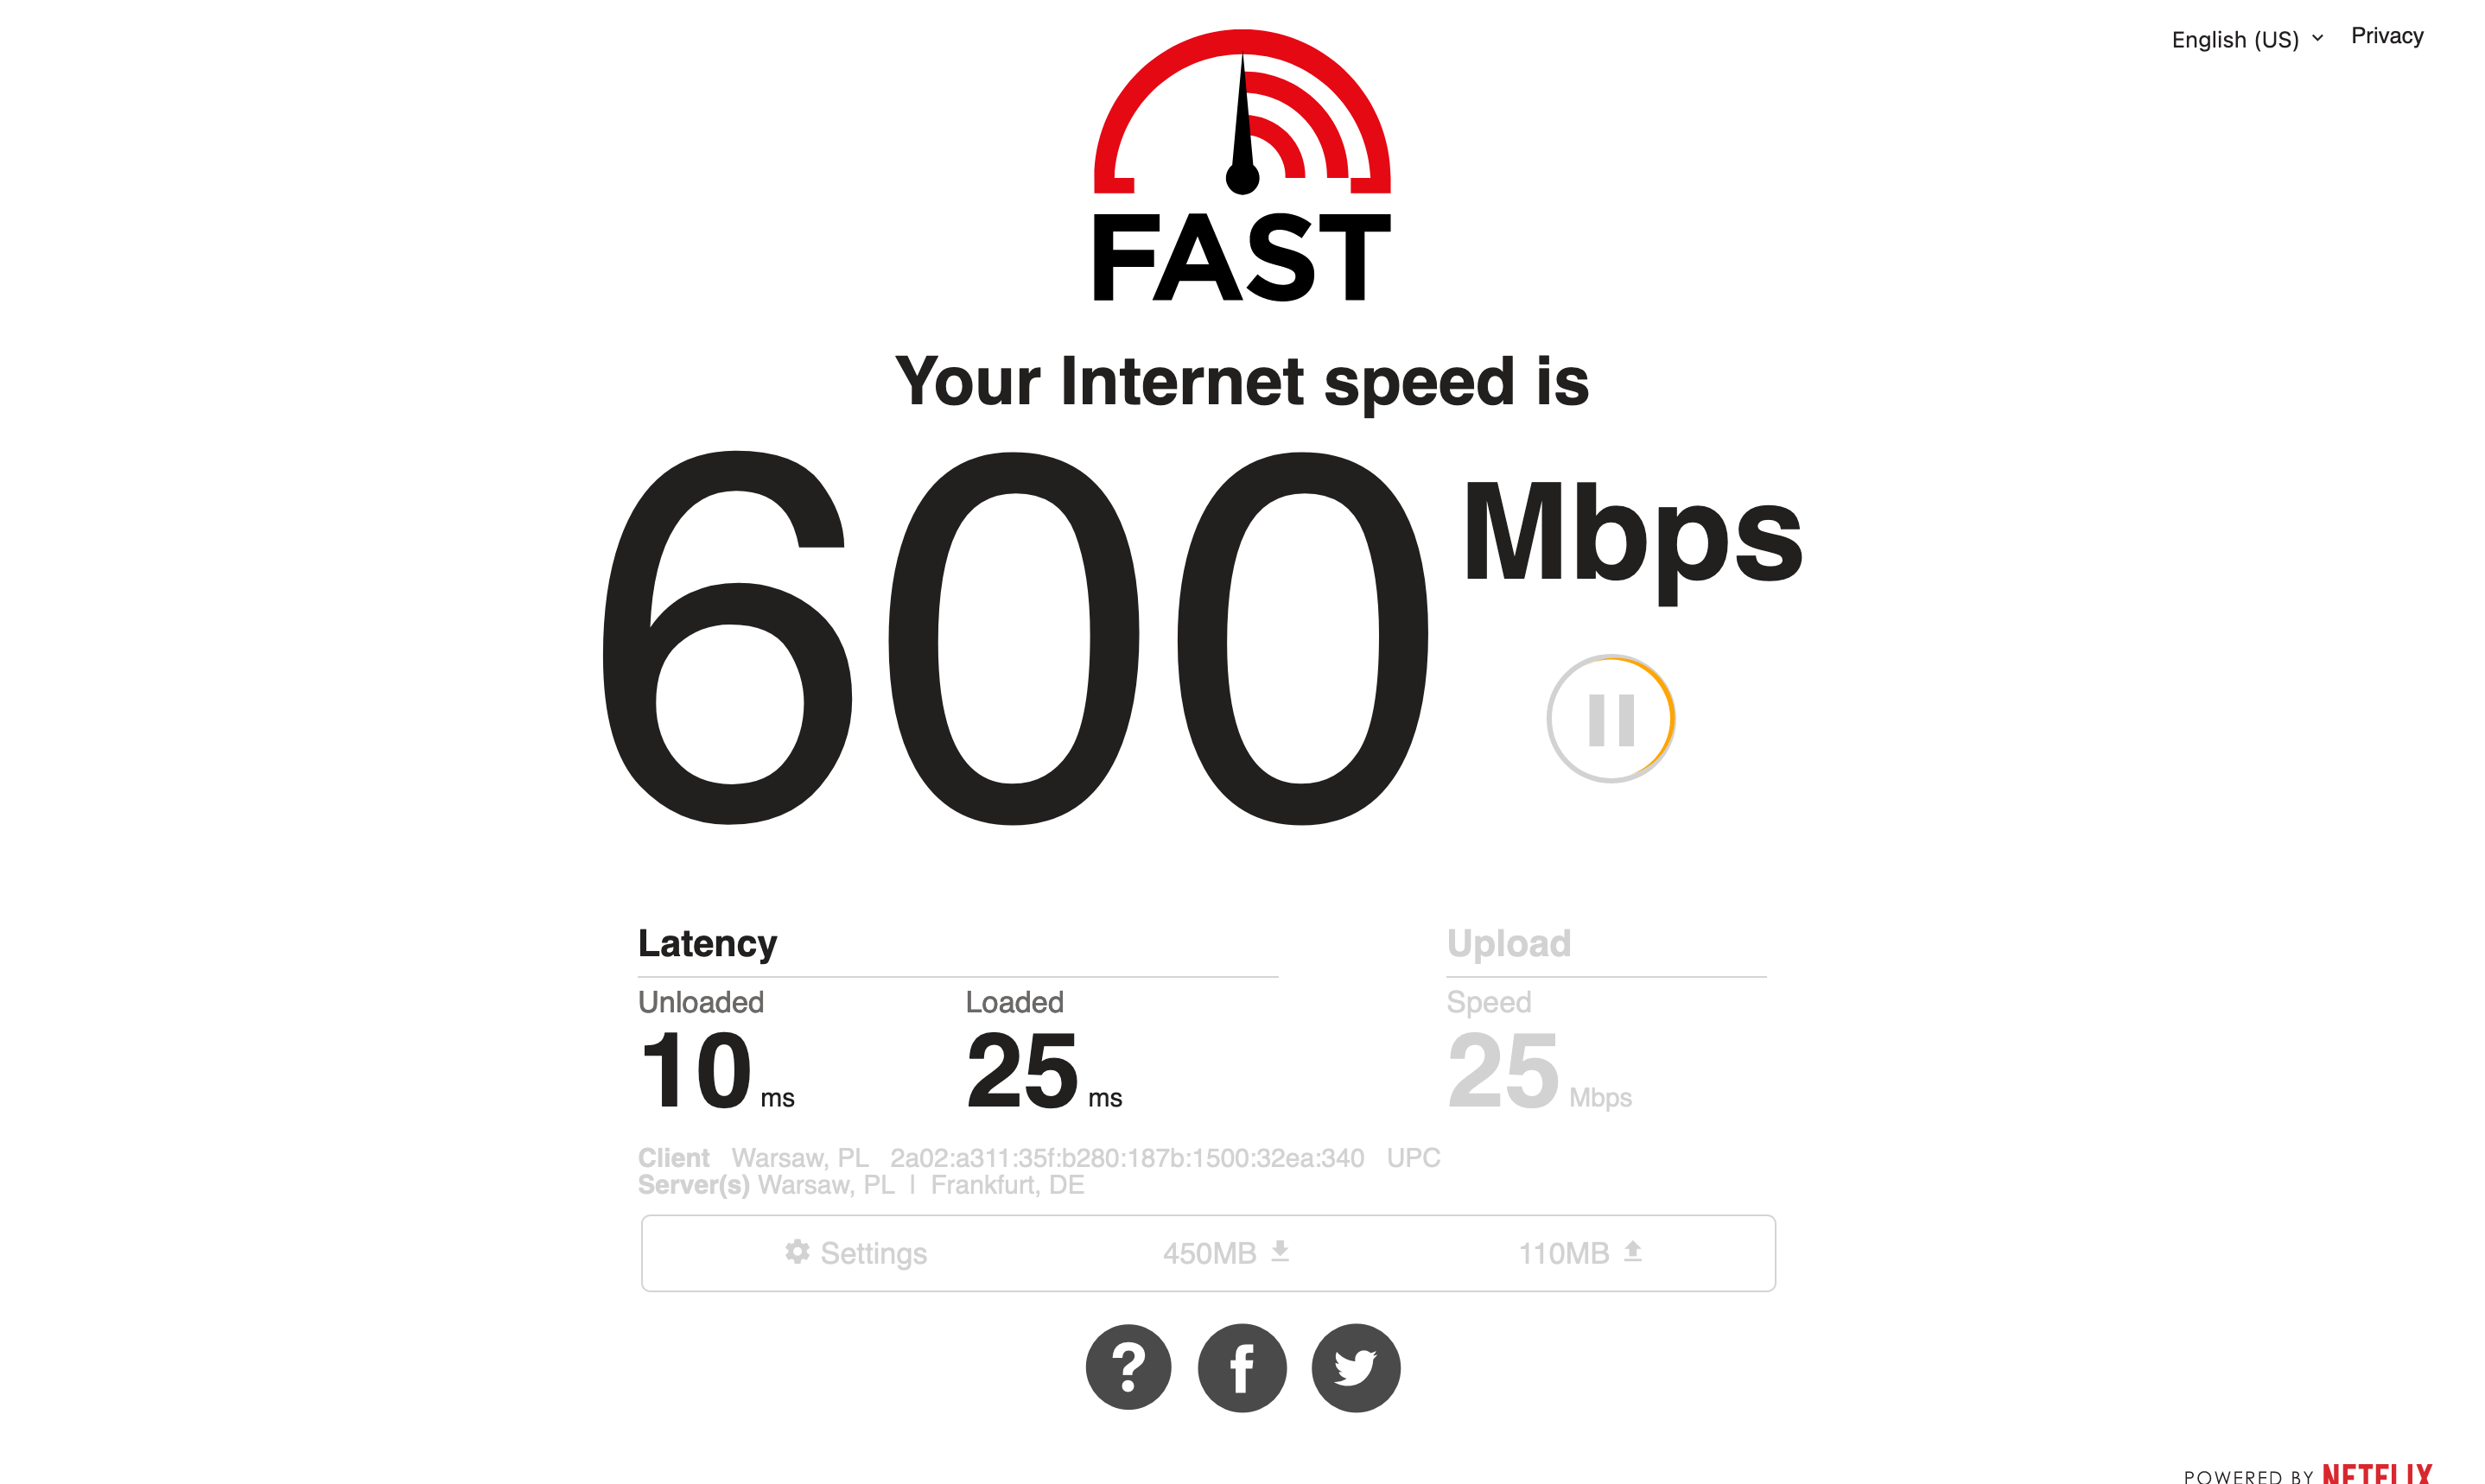 English (US) Privacy
FAST
Your Internet speed is
600 Mbps
Latency
Upload
Unloaded
Loaded
Speed
10 ms
25 ms
25 Mbps
Client Warsaw, PL 2a02:a311:35f:b280:187b:1500:32ea:340 UPC
Server(s) Warsaw, PL | Frankfurt, DE
Settings 450MB 110MB
POWERED BY NETFLIX